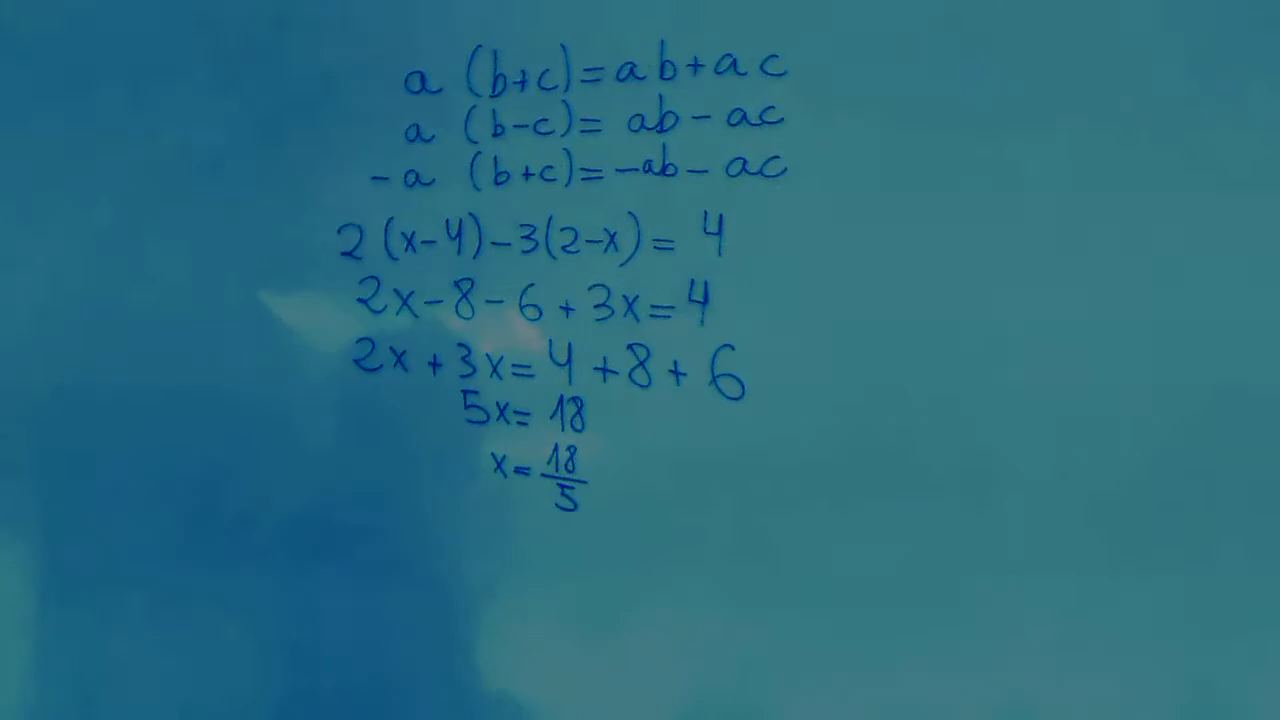 a (b+c)=ab+ac
a (b-c)= ab-ac
-a (b+c)=-ab-ac
2(x-4)-3(2-x)= 4
2x-8-6+3x=4
2x+3x=4+8+6
5x=18
x=18/5